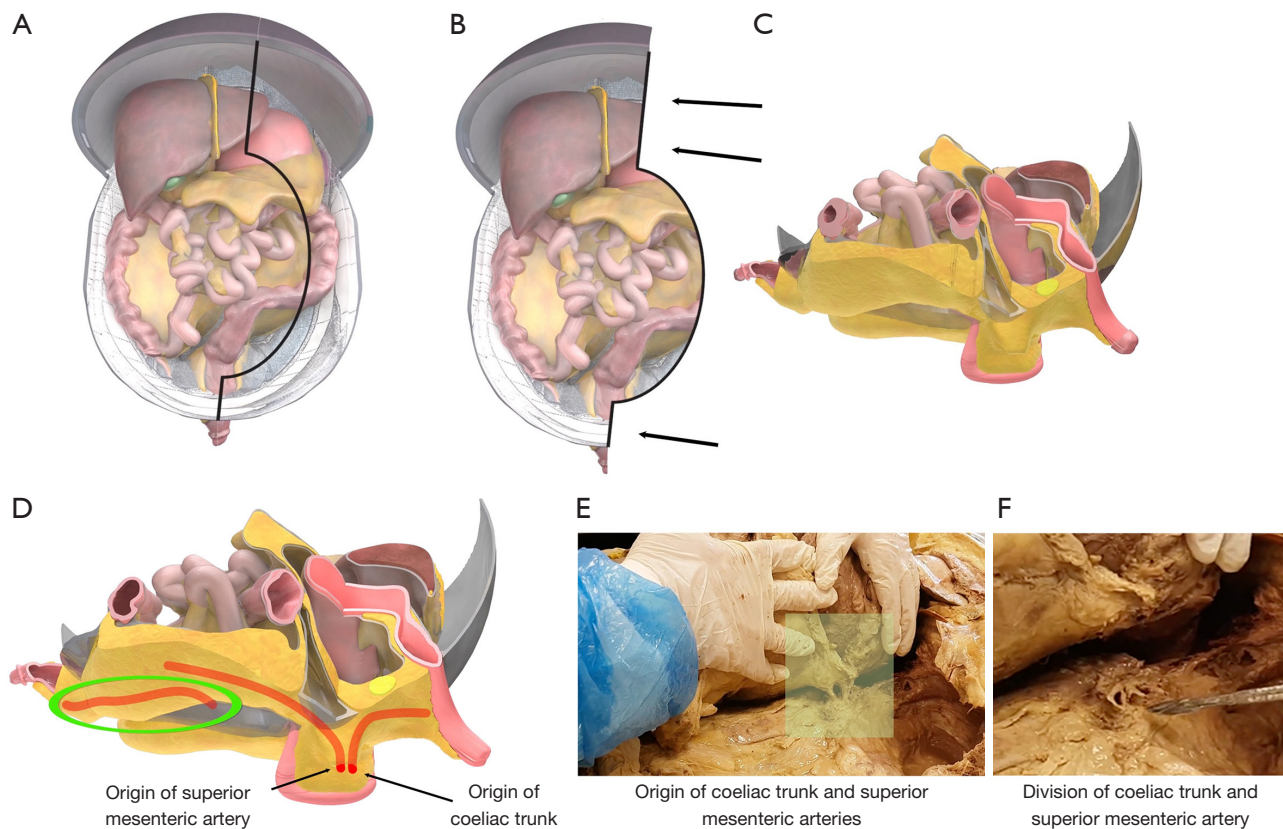 A
B
C
D
E
F
Origin of superior
mesenteric artery
Origin of
coeliac trunk
Origin of coeliac trunk and superior
mesenteric arteries
Division of coeliac trunk and
superior mesenteric artery